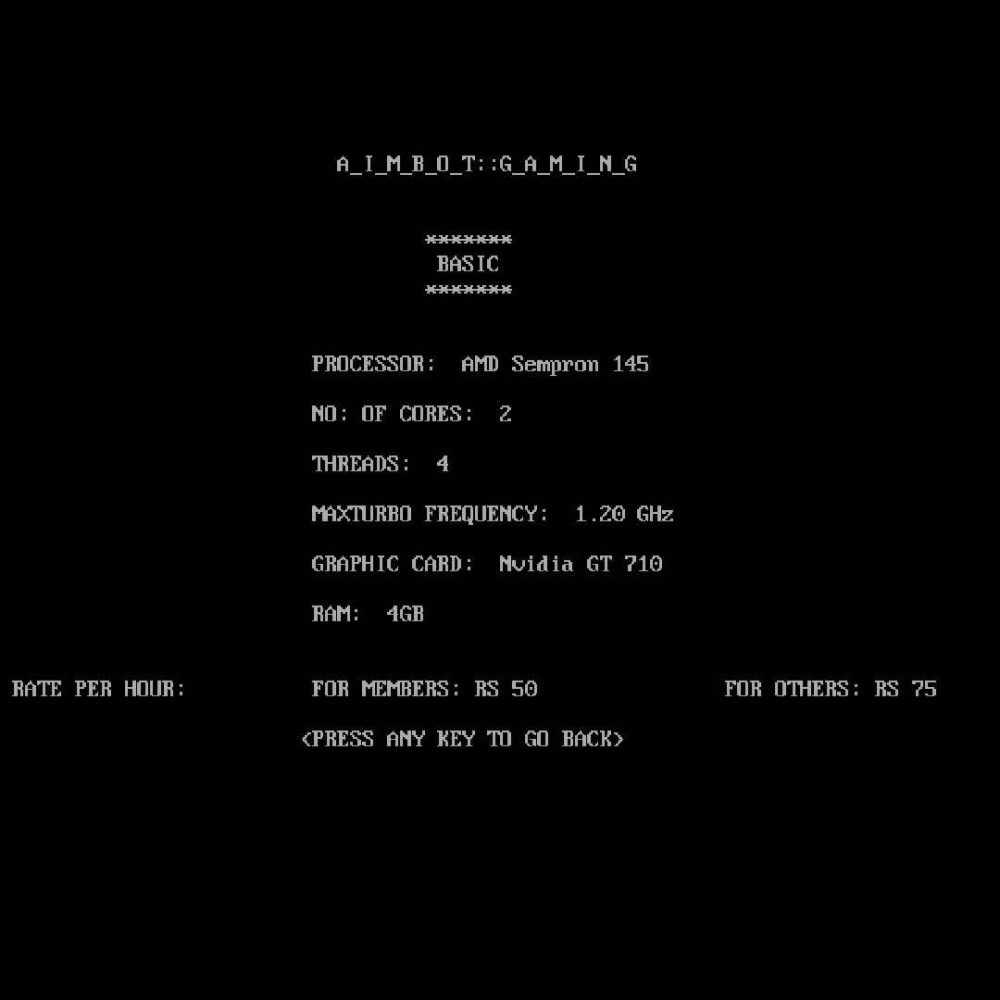 A_I_M_B_O_T::G_A_M_I_N_G
*******
BASIC
*******
PROCESSOR:  AMD Sempron 145
NO: OF CORES:  2
THREADS:  4
MAXTURBO FREQUENCY:  1.20 GHz
GRAPHIC CARD:  Nvidia GT 710
RAM:  4GB
RATE PER HOUR:          FOR MEMBERS: RS 50               FOR OTHERS: RS 75
<PRESS ANY KEY TO GO BACK>